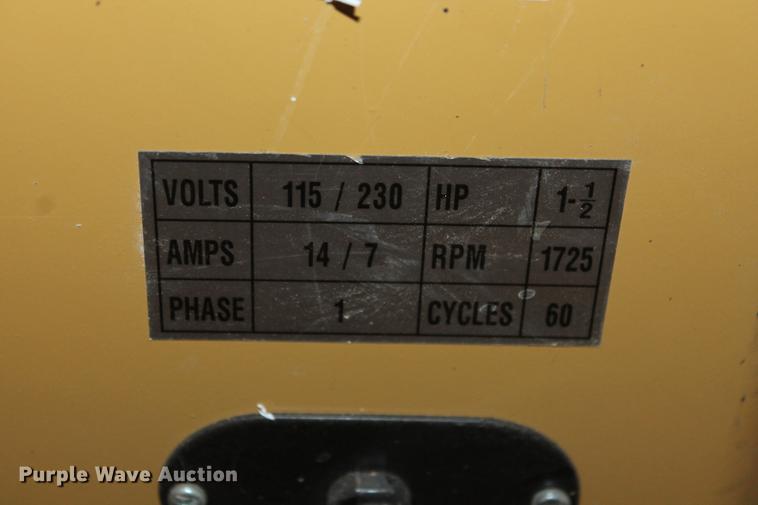 VOLTS 115 / 230 HP 1-1/2
AMPS 14 / 7 RPM 1725
PHASE 1 CYCLES 60
Purple Wave Auction